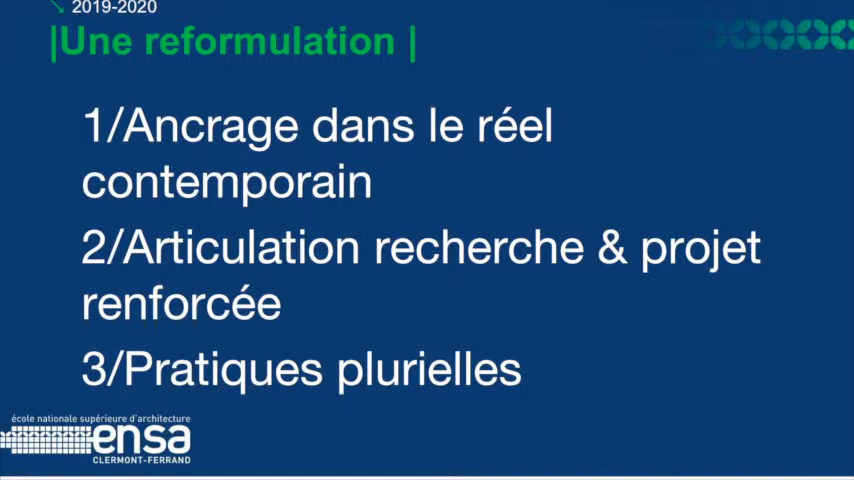 2019-2020
|Une reformulation |
1/Ancrage dans le réel
contemporain
2/Articulation recherche & projet
renforcée
3/Pratiques plurielles
école nationale supérieure d'architecture
ensa
CLERMONT-FERRAND